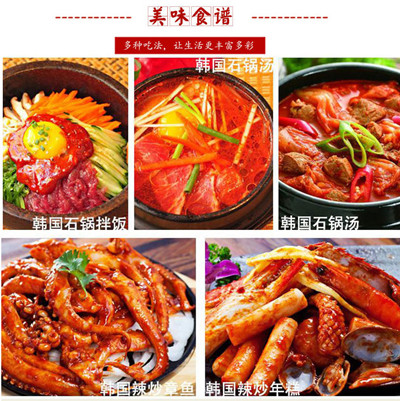 美味食谱
多种吃法，让生活更丰富多彩
韩国石锅汤
韩国石锅拌饭
韩国石锅汤
韩国辣炒章鱼
韩国辣炒年糕